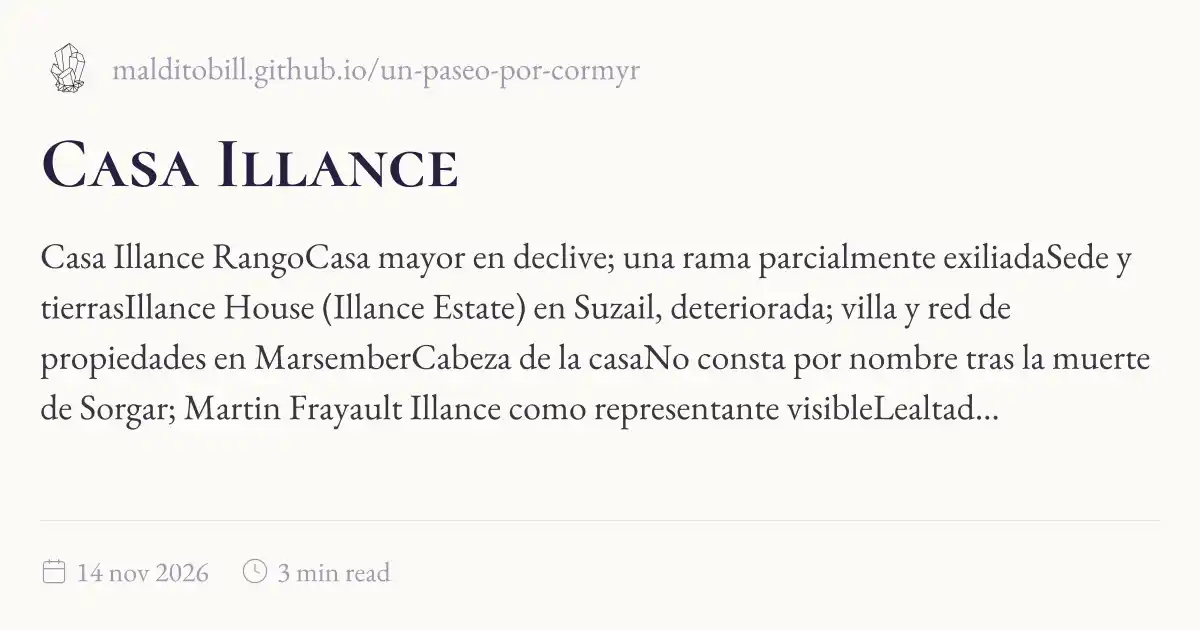 malditobill.github.io/un-paseo-por-cormyr
Casa Illance
Casa Illance RangoCasa mayor en declive; una rama parcialmente exiliadaSede y
tierrasIllance House (Illance Estate) en Suzail, deteriorada; villa y red de
propiedades en MarsemberCabeza de la casaNo consta por nombre tras la muerte
de Sorgar; Martin Frayault Illance como representante visibleLealtad...
14 nov 2026
3 min read